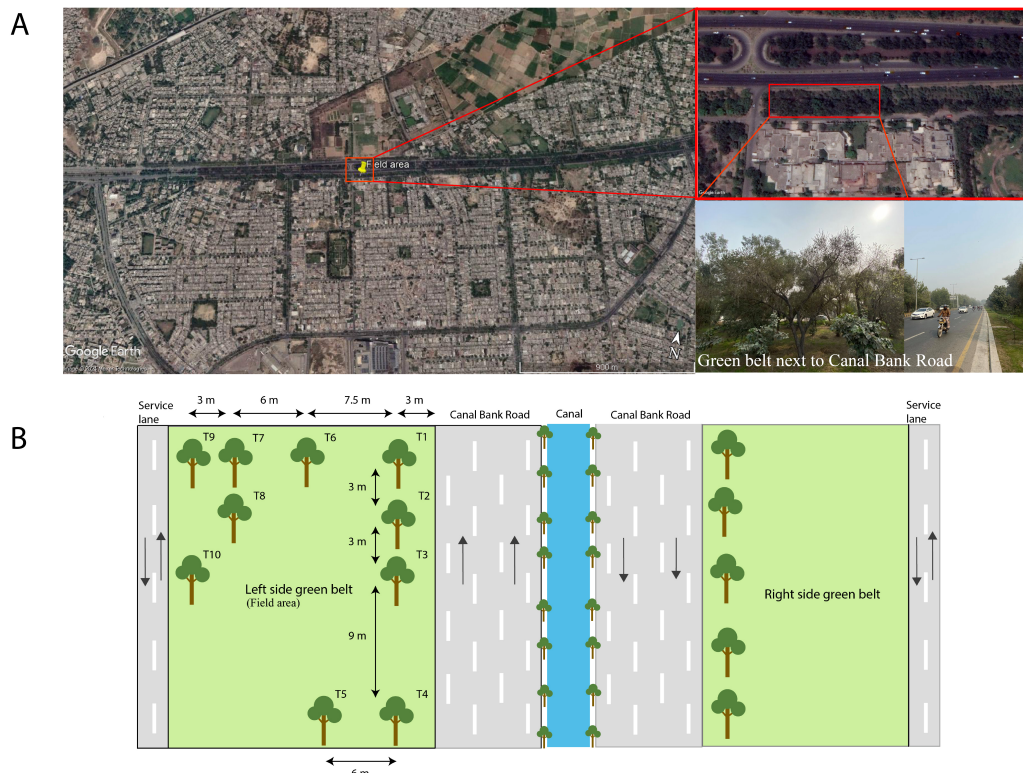 A
Field area
Google Earth
900 m
N
Google Earth
Green belt next to Canal Bank Road
B
Service lane
3 m
6 m
7.5 m
3 m
Canal Bank Road
Canal
Canal Bank Road
Service lane
T9
T7
T6
T1
3 m
T8
T2
3 m
T10
T3
Left side green belt
(Field area)
Right side green belt
9 m
T5
T4
6 m